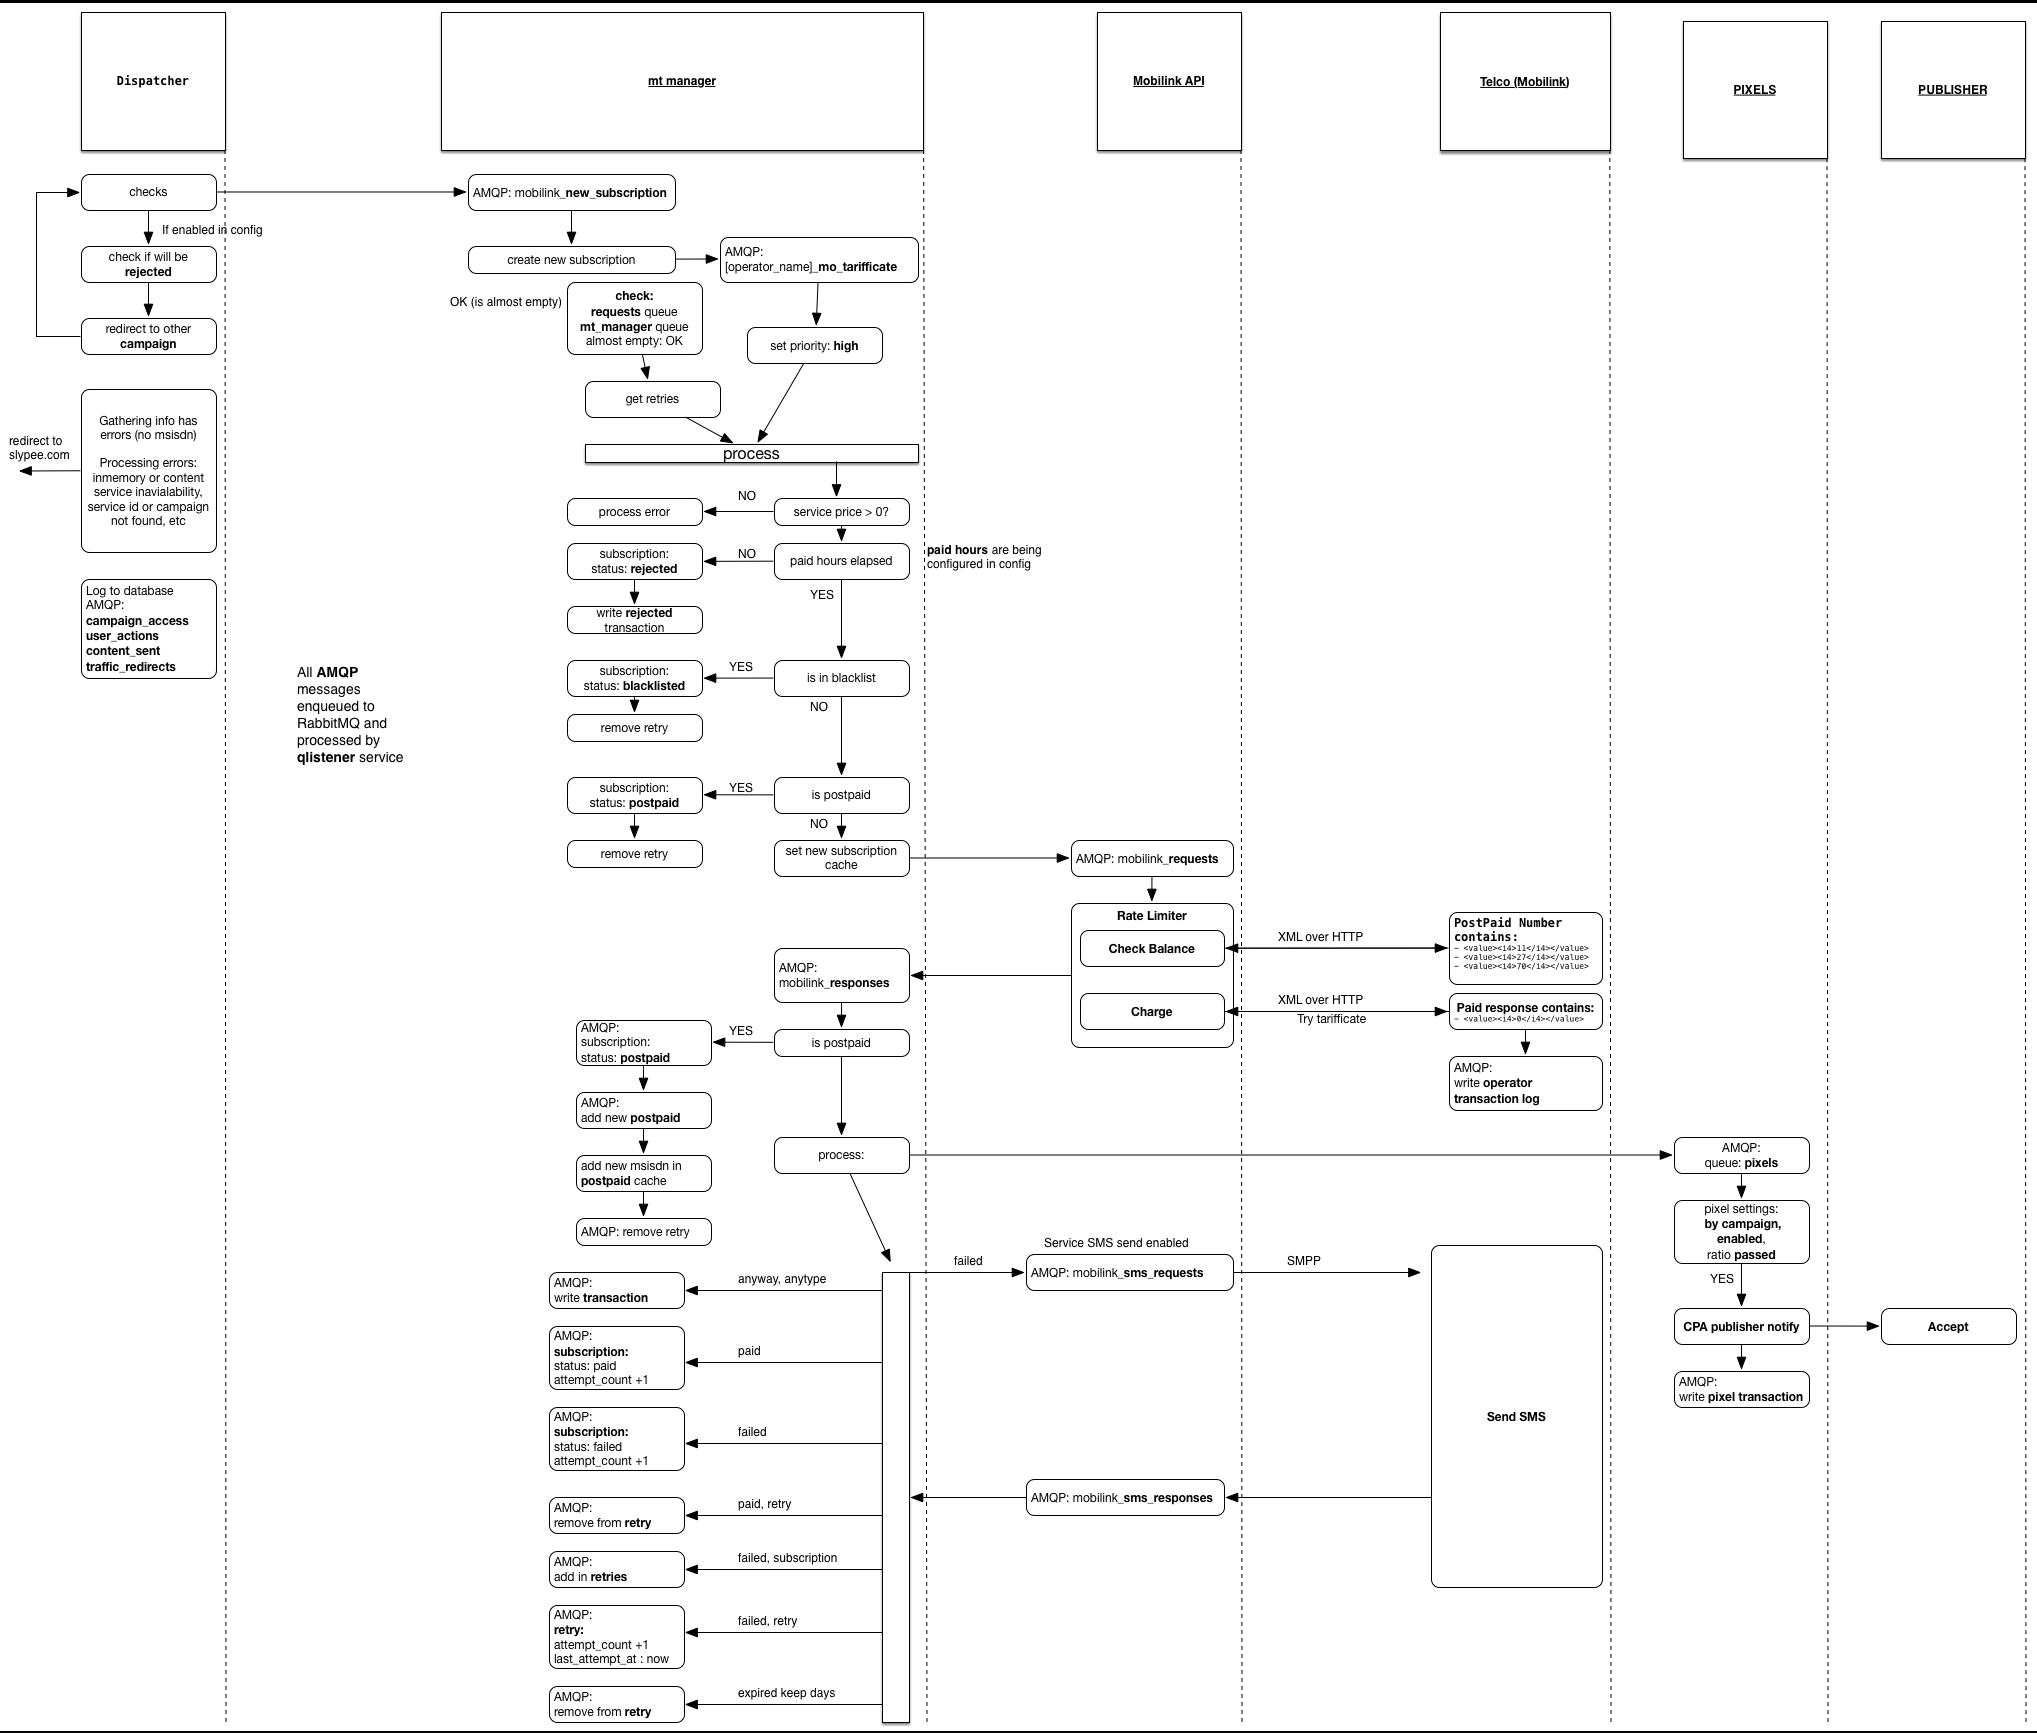 Dispatcher
mt manager
Mobilink API
Telco (Mobilink)
PIXELS
PUBLISHER
checks
If enabled in config
check if will be
rejected
redirect to other
campaign
Gathering info has
errors (no msisdn)
Processing errors:
inmemory or content
service inavialability,
service id or campaign
not found, etc
redirect to
slypee.com
Log to database
AMQP:
campaign_access
user_actions
content_sent
traffic_redirects
All AMQP
messages
enqueued to
RabbitMQ and
processed by
qlistener service
AMQP: mobilink_new_subscription
create new subscription
AMQP:
[operator_name]_mo_tarifficate
OK (is almost empty)
check:
requests queue
mt_manager queue
almost empty: OK
set priority: high
get retries
process
NO
process error
service price > 0?
subscription:
status: rejected
NO
paid hours elapsed
paid hours are being
configured in config
YES
write rejected
transaction
subscription:
status: blacklisted
YES
is in blacklist
NO
remove retry
subscription:
status: postpaid
YES
is postpaid
NO
remove retry
set new subscription
cache
AMQP: mobilink_requests
Rate Limiter
Check Balance
XML over HTTP
PostPaid Number
contains:
- <value><i4>11</i4></value>
- <value><i4>27</i4></value>
- <value><i4>70</i4></value>
AMQP:
mobilink_responses
Charge
XML over HTTP
Try tarifficate
Paid response contains:
- <value><i4>0</i4></value>
AMQP:
subscription:
status: postpaid
YES
is postpaid
AMQP:
write operator
transaction log
AMQP:
add new postpaid
add new msisdn in
postpaid cache
AMQP: remove retry
process:
AMQP:
queue: pixels
pixel settings:
by campaign,
enabled,
ratio passed
YES
CPA publisher notify
Accept
AMQP:
write pixel transaction
failed
Service SMS send enabled
AMQP: mobilink_sms_requests
SMPP
Send SMS
AMQP: mobilink_sms_responses
AMQP:
write transaction
anyway, anytype
AMQP:
subscription:
status: paid
attempt_count +1
paid
AMQP:
subscription:
status: failed
attempt_count +1
failed
AMQP:
remove from retry
paid, retry
AMQP:
add in retries
failed, subscription
AMQP:
retry:
attempt_count +1
last_attempt_at : now
failed, retry
AMQP:
remove from retry
expired keep days